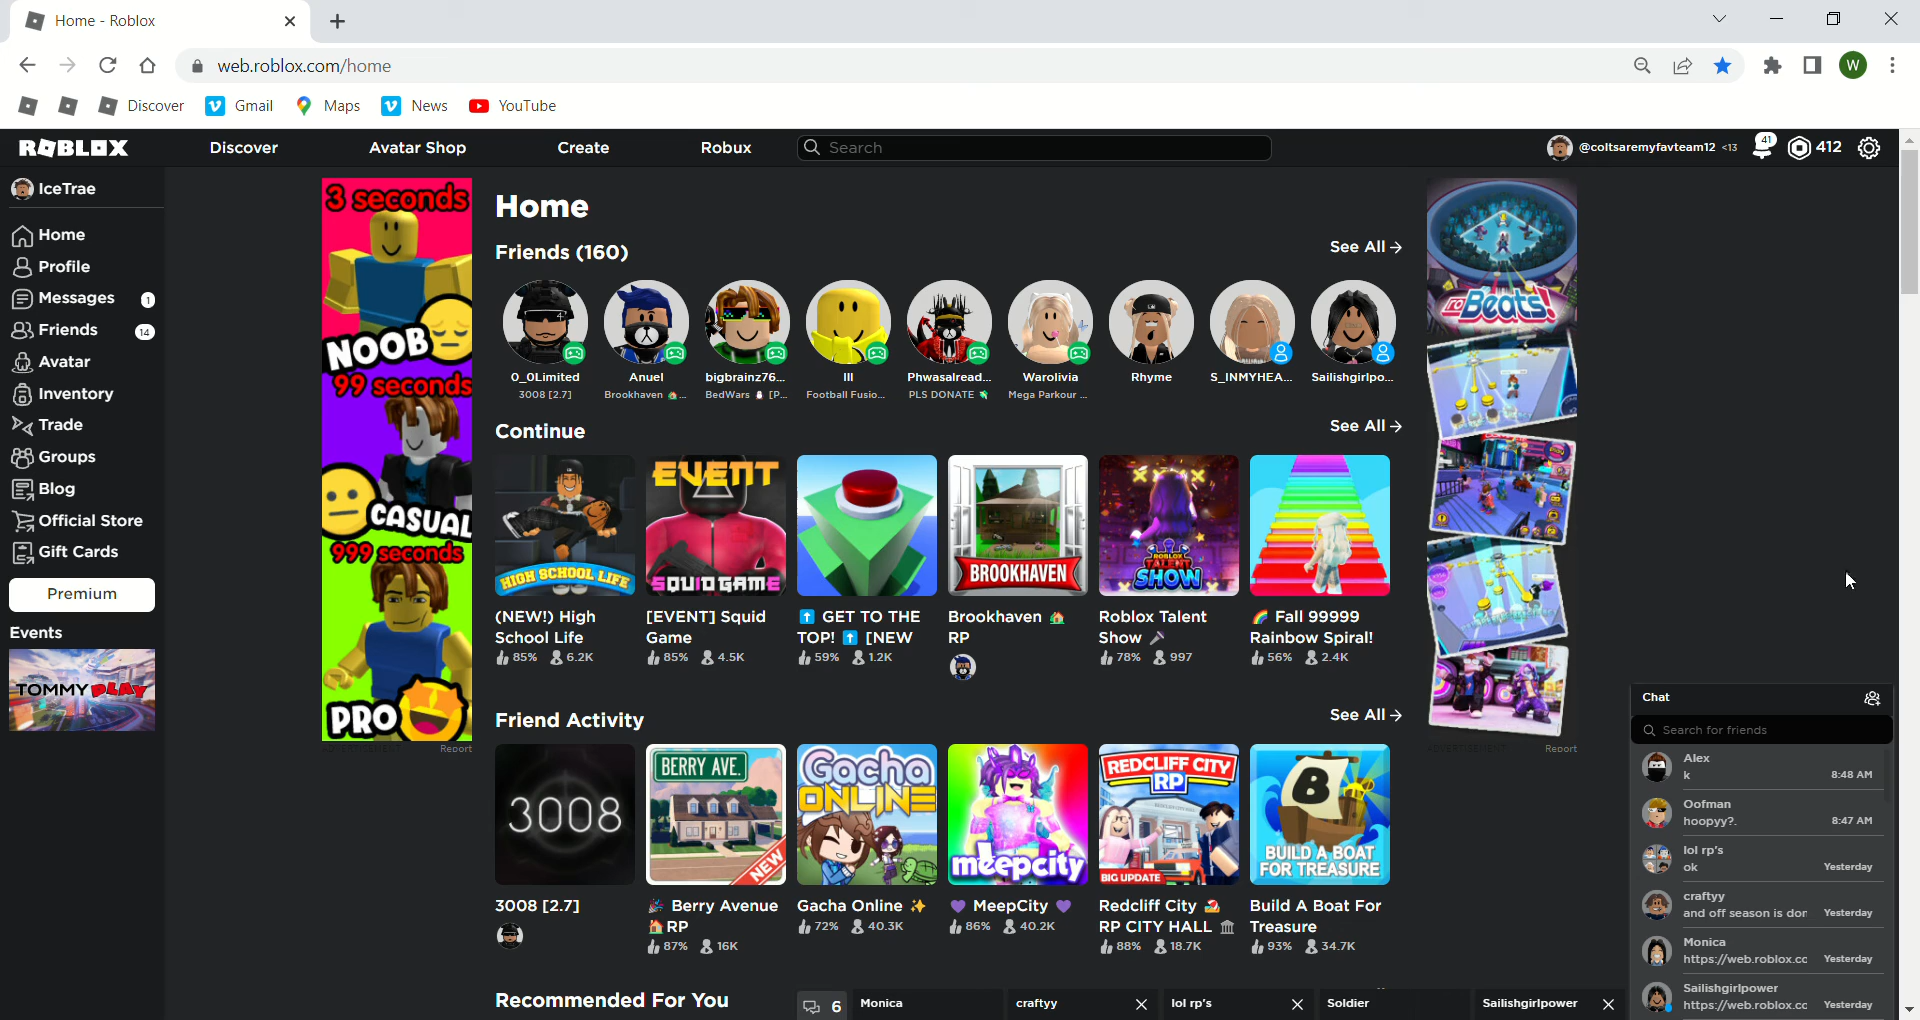 Home - Roblox
web.roblox.com/home
W
Discover
Gmail
Maps
News
YouTube
ROBLOX
Discover
Avatar Shop
Create
Robux
Search
@coltsaremyfavteam12 <13
41
412
IceTrae
Home
Profile
Messages 1
Friends 14
Avatar
Inventory
Trade
Groups
Blog
Official Store
Gift Cards
Premium
Events
TOMMY PLAY
3 seconds
NOOB
99 seconds
CASUAL
999 seconds
PRO
ADVERTISEMENT
Report
Home
Friends (160)
See All →
O_OLimited
3008 [2.7]
Anuel
Brookhaven ...
bigbrainz76...
BedWars [P...
III
Football Fusio...
Phwasalread...
PLS DONATE
Warolivia
Mega Parkour ...
Rhyme
S_INMYHEA...
Sailishgirlpo...
Continue
See All →
HIGH SCHOOL LIFE
(NEW!) High
School Life
85% 6.2K
EVENT
SQUID GAME
[EVENT] Squid
Game
85% 4.5K
GET TO THE
TOP! [NEW
59% 1.2K
BROOKHAVEN
Brookhaven
RP
ROBLOX
TALENT
SHOW
Roblox Talent
Show
78% 997
Fall 99999
Rainbow Spiral!
56% 2.4K
Friend Activity
See All →
3008
3008 [2.7]
BERRY AVE.
NEW
Berry Avenue
RP
87% 16K
Gacha
ONLINE
Gacha Online
72% 40.3K
meepcity
MeepCity
86% 40.2K
REDCLIFF CITY
RP
BIG UPDATE
Redcliff City
RP CITY HALL
88% 18.7K
B
BUILD A BOAT
FOR TREASURE
Build A Boat For
Treasure
93% 34.7K
Recommended For You
roBeats!
ADVERTISEMENT
Report
Chat
Search for friends
Alex
k 8:48 AM
Oofman
hoopyy?. 8:47 AM
lol rp's
ok Yesterday
craftyy
and off season is don Yesterday
Monica
https://web.roblox.cc Yesterday
Sailishgirlpower
https://web.roblox.cc Yesterday
6
Monica
craftyy
lol rp's
Soldier
Sailishgirlpower